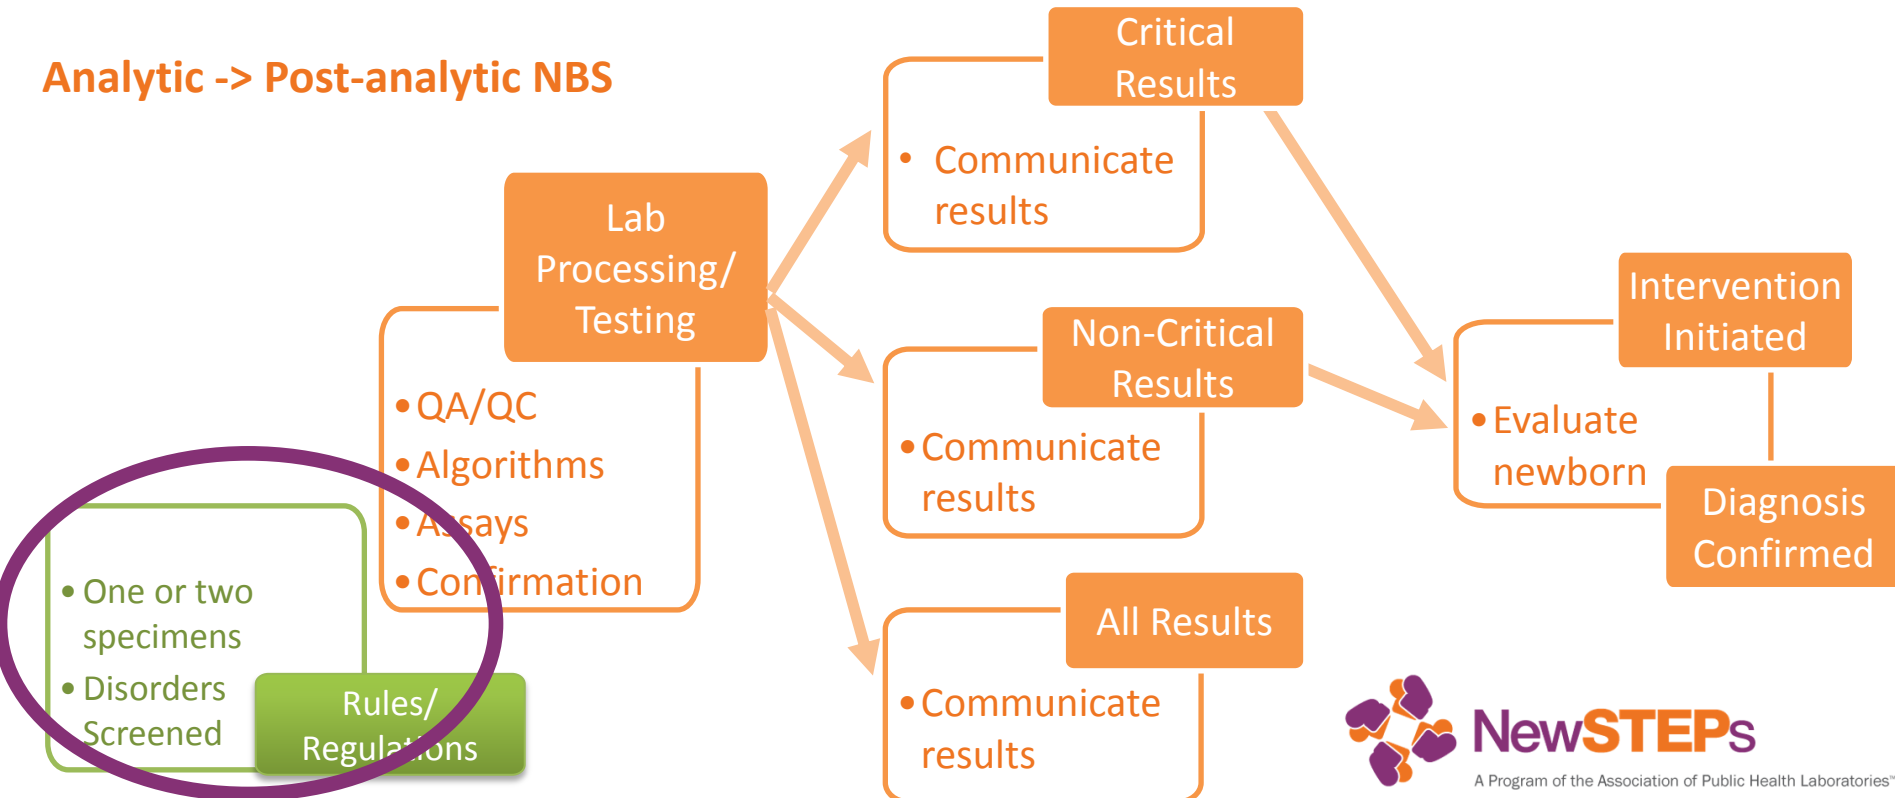 Analytic -> Post-analytic NBS
Critical
Results
• Communicate
results
Lab
Processing/
Testing
• QA/QC
• Algorithms
• Assays
• Confirmation
• One or two
specimens
• Disorders
Screened
Rules/
Regulations
Non-Critical
Results
• Communicate
results
All Results
• Communicate
results
Intervention
Initiated
• Evaluate
newborn
Diagnosis
Confirmed
NewSTEPs
A Program of the Association of Public Health Laboratories™